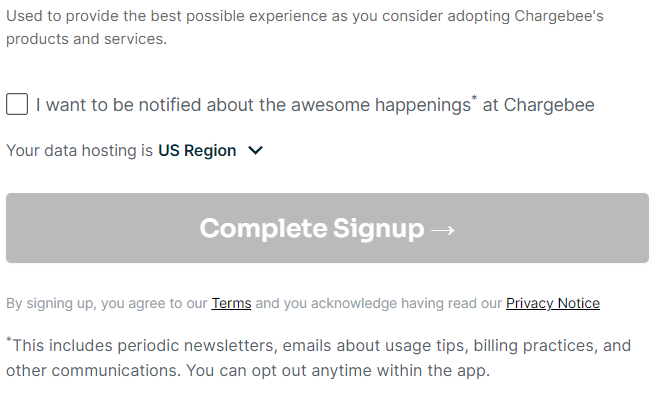 Used to provide the best possible experience as you consider adopting Chargebee's
products and services.
I want to be notified about the awesome happenings* at Chargebee
Your data hosting is US Region
Complete Signup→
By signing up, you agree to our Terms and you acknowledge having read our Privacy Notice
*This includes periodic newsletters, emails about usage tips, billing practices, and
other communications. You can opt out anytime within the app.